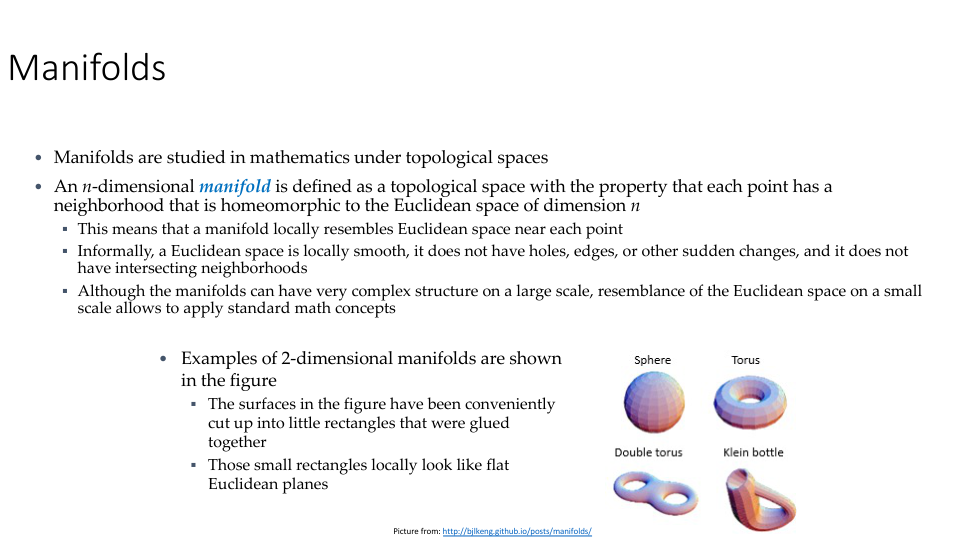 Manifolds
• Manifolds are studied in mathematics under topological spaces
• An n-dimensional manifold is defined as a topological space with the property that each point has a
neighborhood that is homeomorphic to the Euclidean space of dimension n
▪ This means that a manifold locally resembles Euclidean space near each point
▪ Informally, a Euclidean space is locally smooth, it does not have holes, edges, or other sudden changes, and it does not
have intersecting neighborhoods
▪ Although the manifolds can have very complex structure on a large scale, resemblance of the Euclidean space on a small
scale allows to apply standard math concepts
• Examples of 2-dimensional manifolds are shown
in the figure
▪ The surfaces in the figure have been conveniently
cut up into little rectangles that were glued
together
▪ Those small rectangles locally look like flat
Euclidean planes
Sphere
Torus
Double torus
Klein bottle
Picture from: http://bjlkeng.github.io/posts/manifolds/